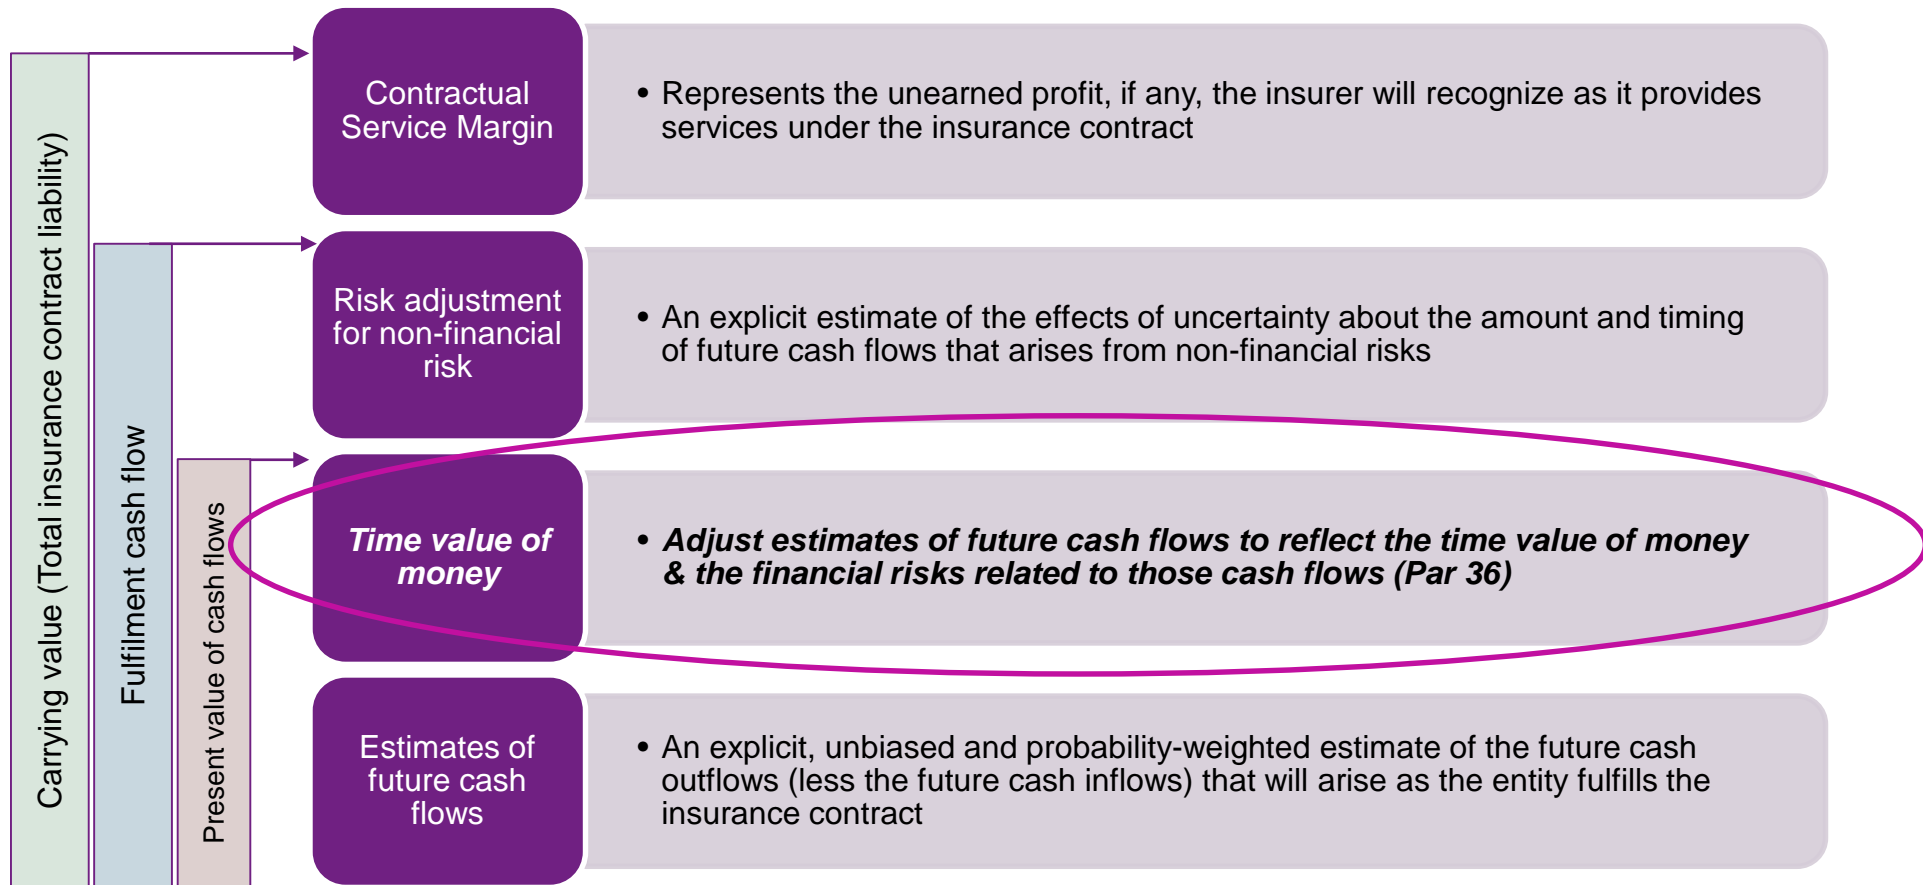 Carrying value (Total insurance contract liability)
Fulfilment cash flow
Present value of cash flows
Contractual
Service Margin
• Represents the unearned profit, if any, the insurer will recognize as it provides
services under the insurance contract
Risk adjustment
for non-financial
risk
• An explicit estimate of the effects of uncertainty about the amount and timing
of future cash flows that arises from non-financial risks
Time value of
money
• Adjust estimates of future cash flows to reflect the time value of money
& the financial risks related to those cash flows (Par 36)
Estimates of
future cash
flows
• An explicit, unbiased and probability-weighted estimate of the future cash
outflows (less the future cash inflows) that will arise as the entity fulfills the
insurance contract